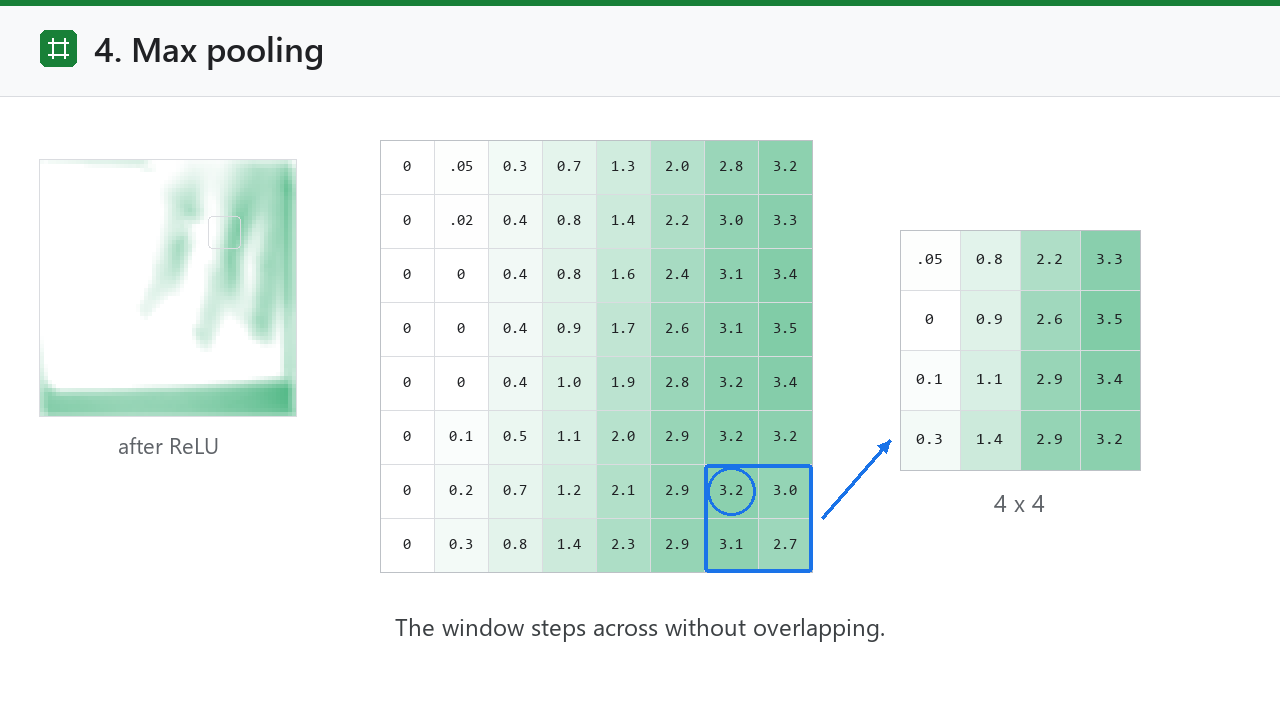 4. Max pooling
0 .05 0.3 0.7 1.3 2.0 2.8 3.2
0 .02 0.4 0.8 1.4 2.2 3.0 3.3
0 0 0.4 0.8 1.6 2.4 3.1 3.4
0 0 0.4 0.9 1.7 2.6 3.1 3.5
0 0 0.4 1.0 1.9 2.8 3.2 3.4
0 0.1 0.5 1.1 2.0 2.9 3.2 3.2
0 0.2 0.7 1.2 2.1 2.9 3.2 3.0
0 0.3 0.8 1.4 2.3 2.9 3.1 2.7
.05 0.8 2.2 3.3
0 0.9 2.6 3.5
0.1 1.1 2.9 3.4
0.3 1.4 2.9 3.2
after ReLU
4 x 4
The window steps across without overlapping.